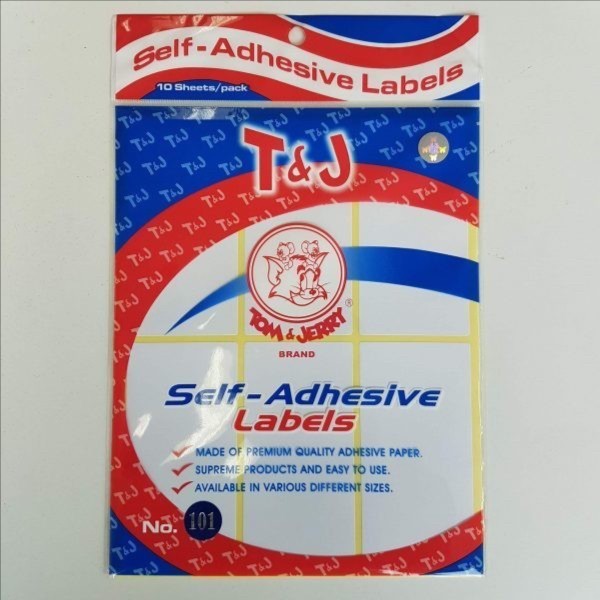 Self-Adhesive Labels
10 Sheets/pack
T&J
TOM & JERRY
®
BRAND
Self-Adhesive
Labels
MADE OF PREMIUM QUALITY ADHESIVE PAPER.
SUPREME PRODUCTS AND EASY TO USE.
AVAILABLE IN VARIOUS DIFFERENT SIZES.
No. 101